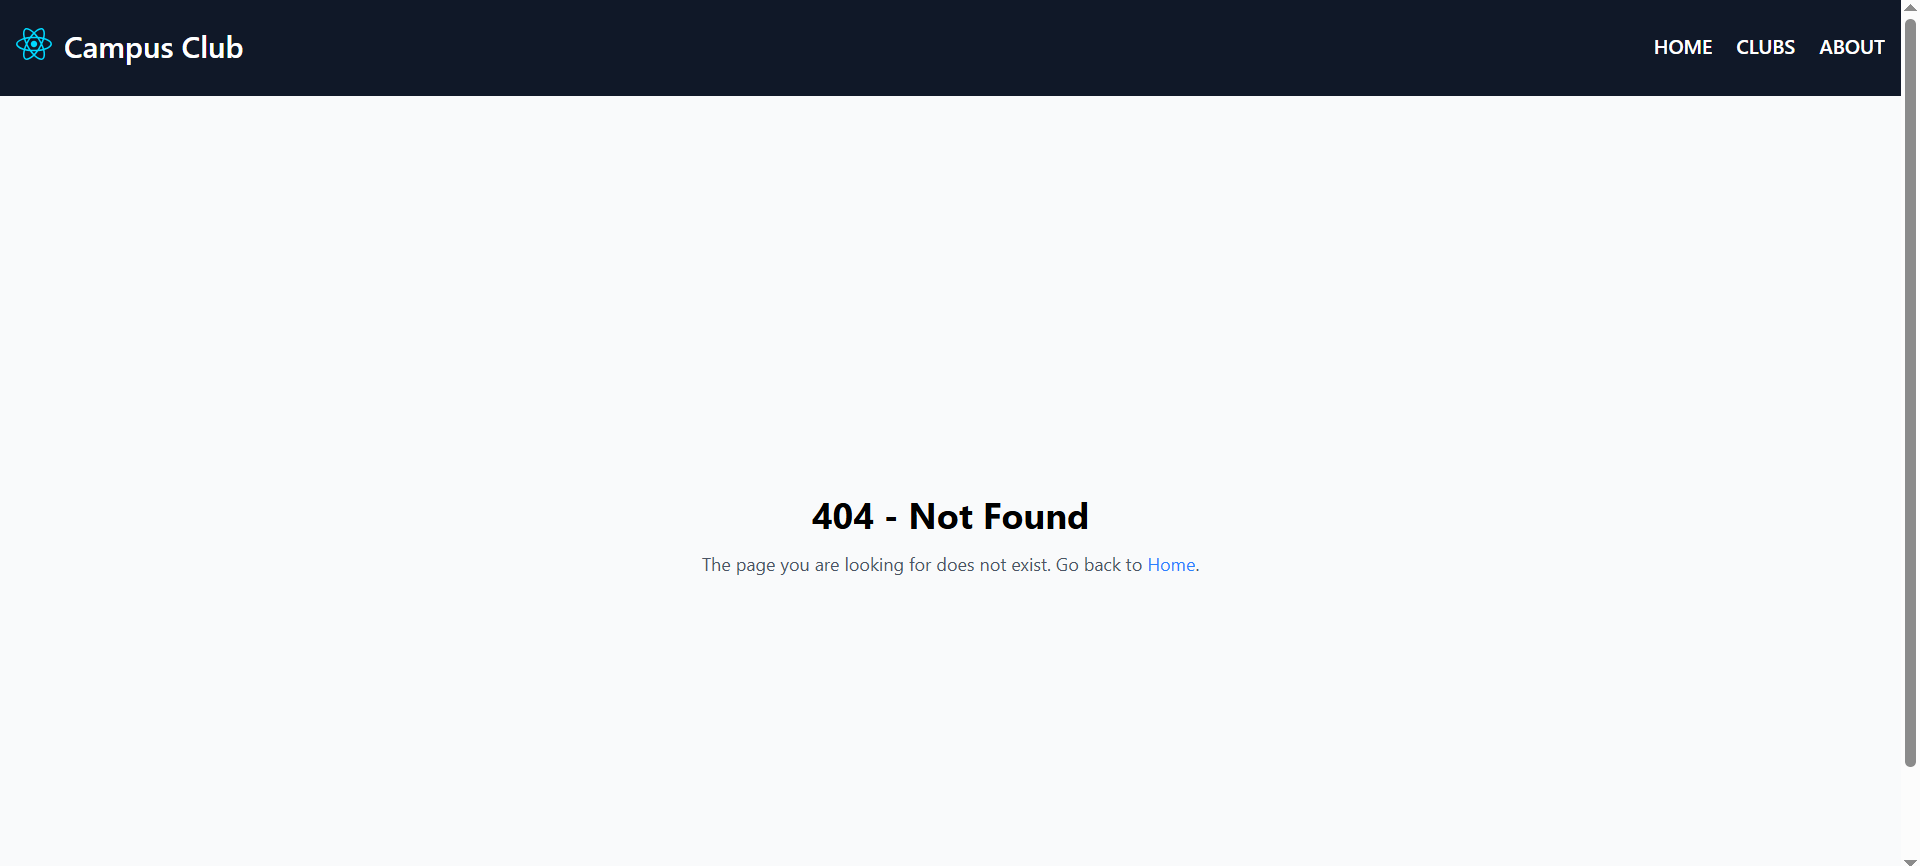 Campus Club
HOME CLUBS ABOUT
404 - Not Found
The page you are looking for does not exist. Go back to Home.